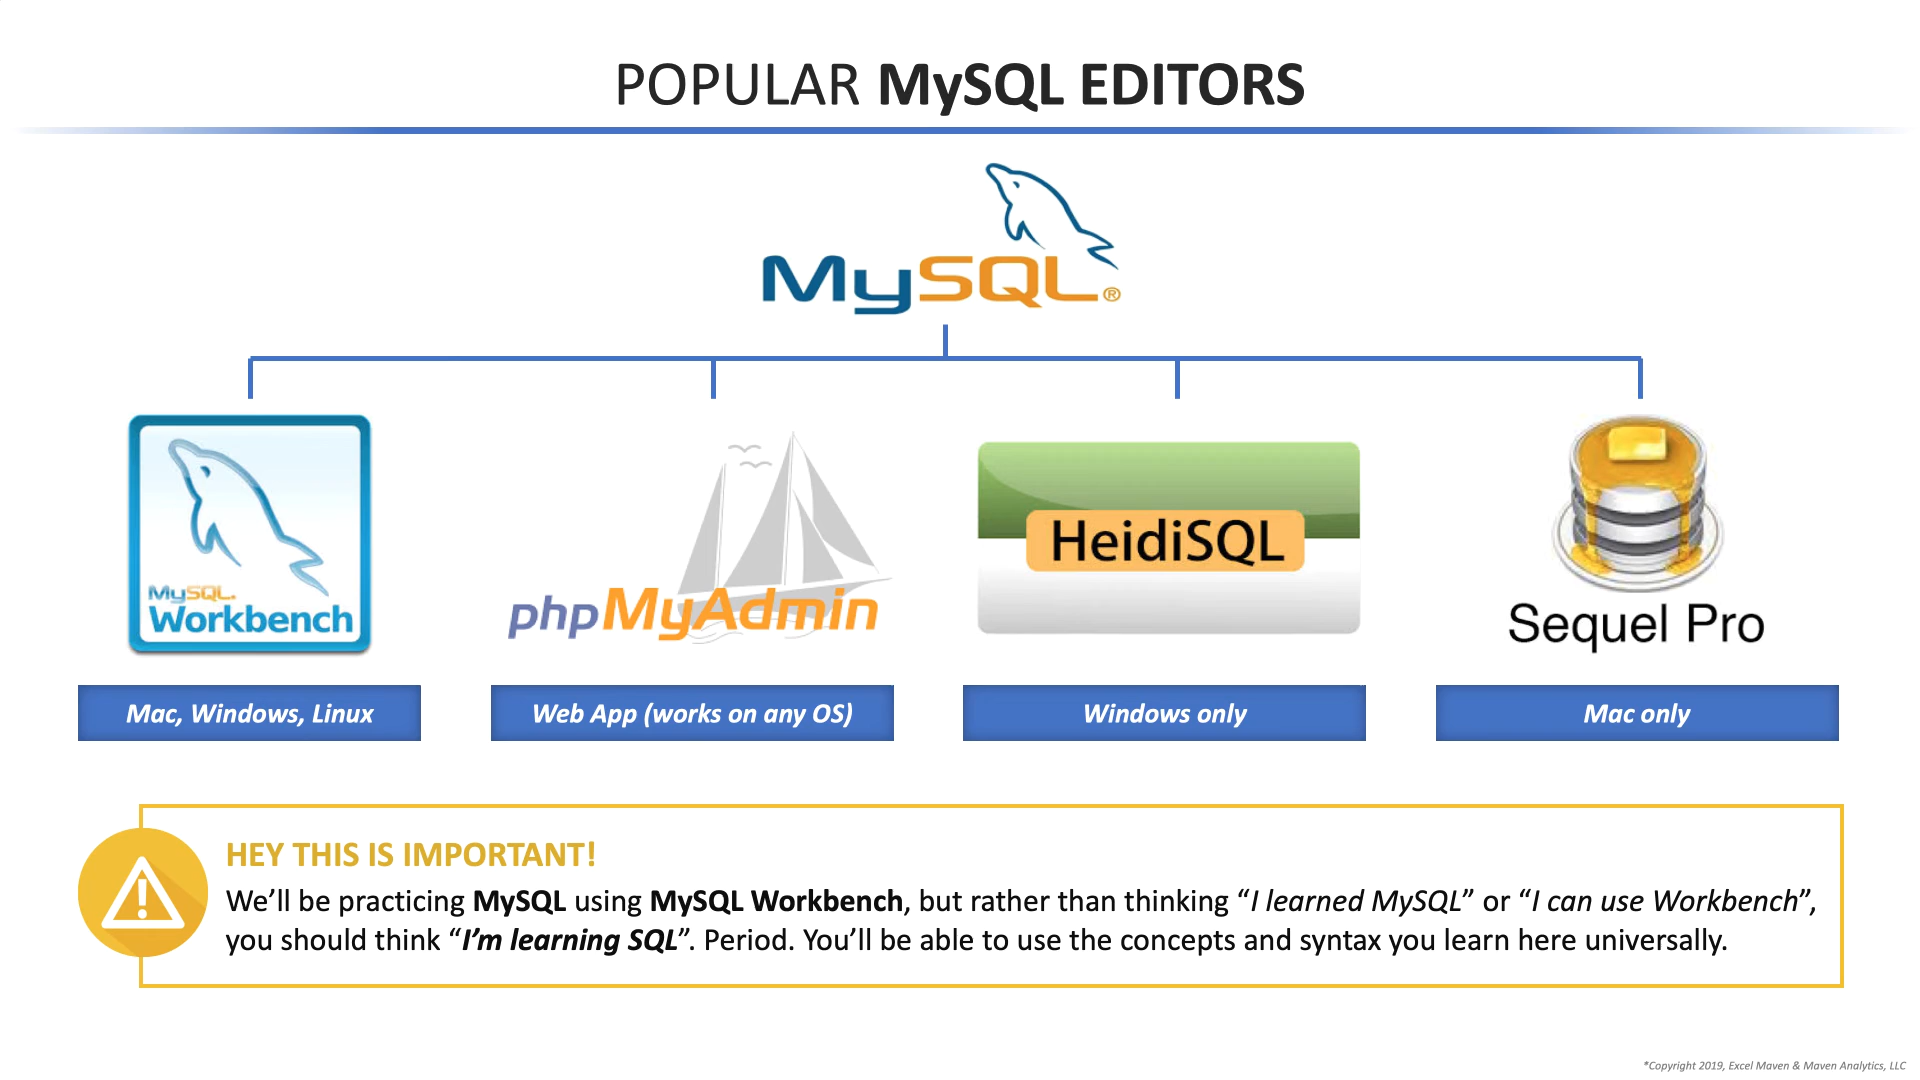 POPULAR MySQL EDITORS
MySQL®
MySQL.
Workbench
phpMyAdmin
HeidiSQL
Sequel Pro
Mac, Windows, Linux
Web App (works on any OS)
Windows only
Mac only
HEY THIS IS IMPORTANT!
We’ll be practicing MySQL using MySQL Workbench, but rather than thinking “I learned MySQL” or “I can use Workbench”,
you should think “I’m learning SQL”. Period. You’ll be able to use the concepts and syntax you learn here universally.
*Copyright 2019, Excel Maven & Maven Analytics, LLC